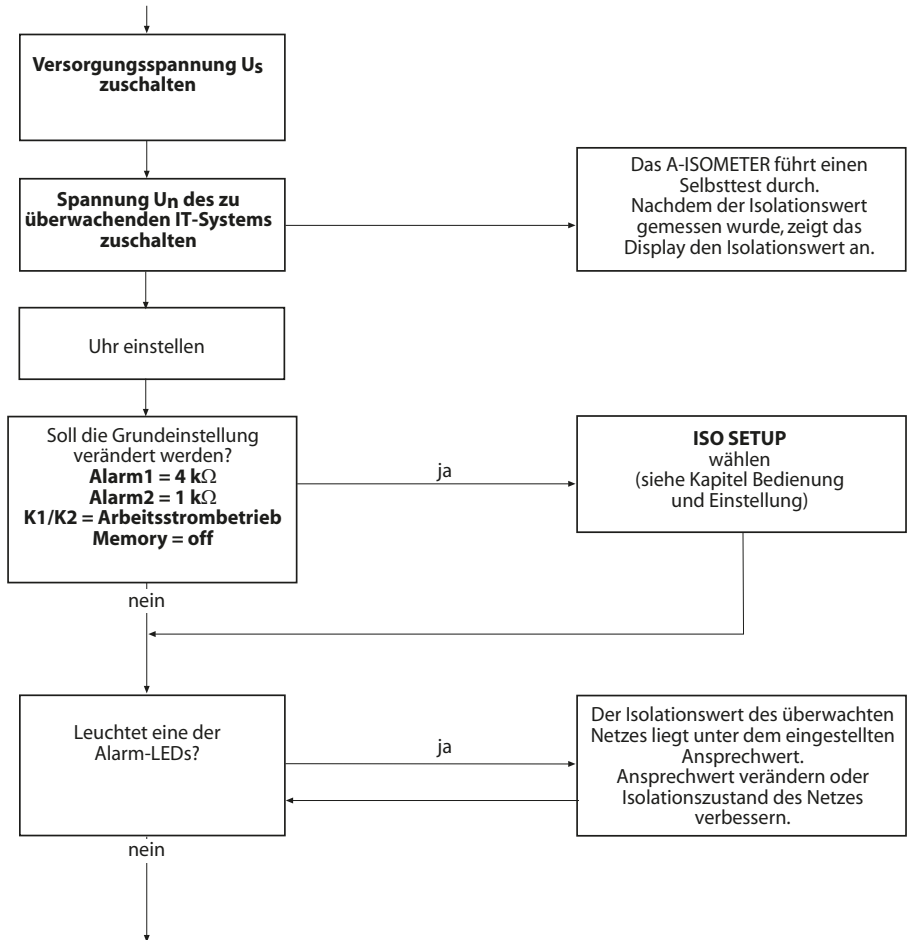 Versorgungsspannung Us
zuschalten
Spannung Un des zu
überwachenden IT-Systems
zuschalten
Das A-ISOMETER führt einen
Selbsttest durch.
Nachdem der Isolationswert
gemessen wurde, zeigt das
Display den Isolationswert an.
Uhr einstellen
Soll die Grundeinstellung
verändert werden?
Alarm1 = 4 kΩ
Alarm2 = 1 kΩ
K1/K2 = Arbeitsstrombetrieb
Memory = off
ja
ISO SETUP
wählen
(siehe Kapitel Bedienung
und Einstellung)
nein
Leuchtet eine der
Alarm-LEDs?
ja
Der Isolationswert des überwachten
Netzes liegt unter dem eingestellten
Ansprechwert.
Ansprechwert verändern oder
Isolationszustand des Netzes
verbessern.
nein